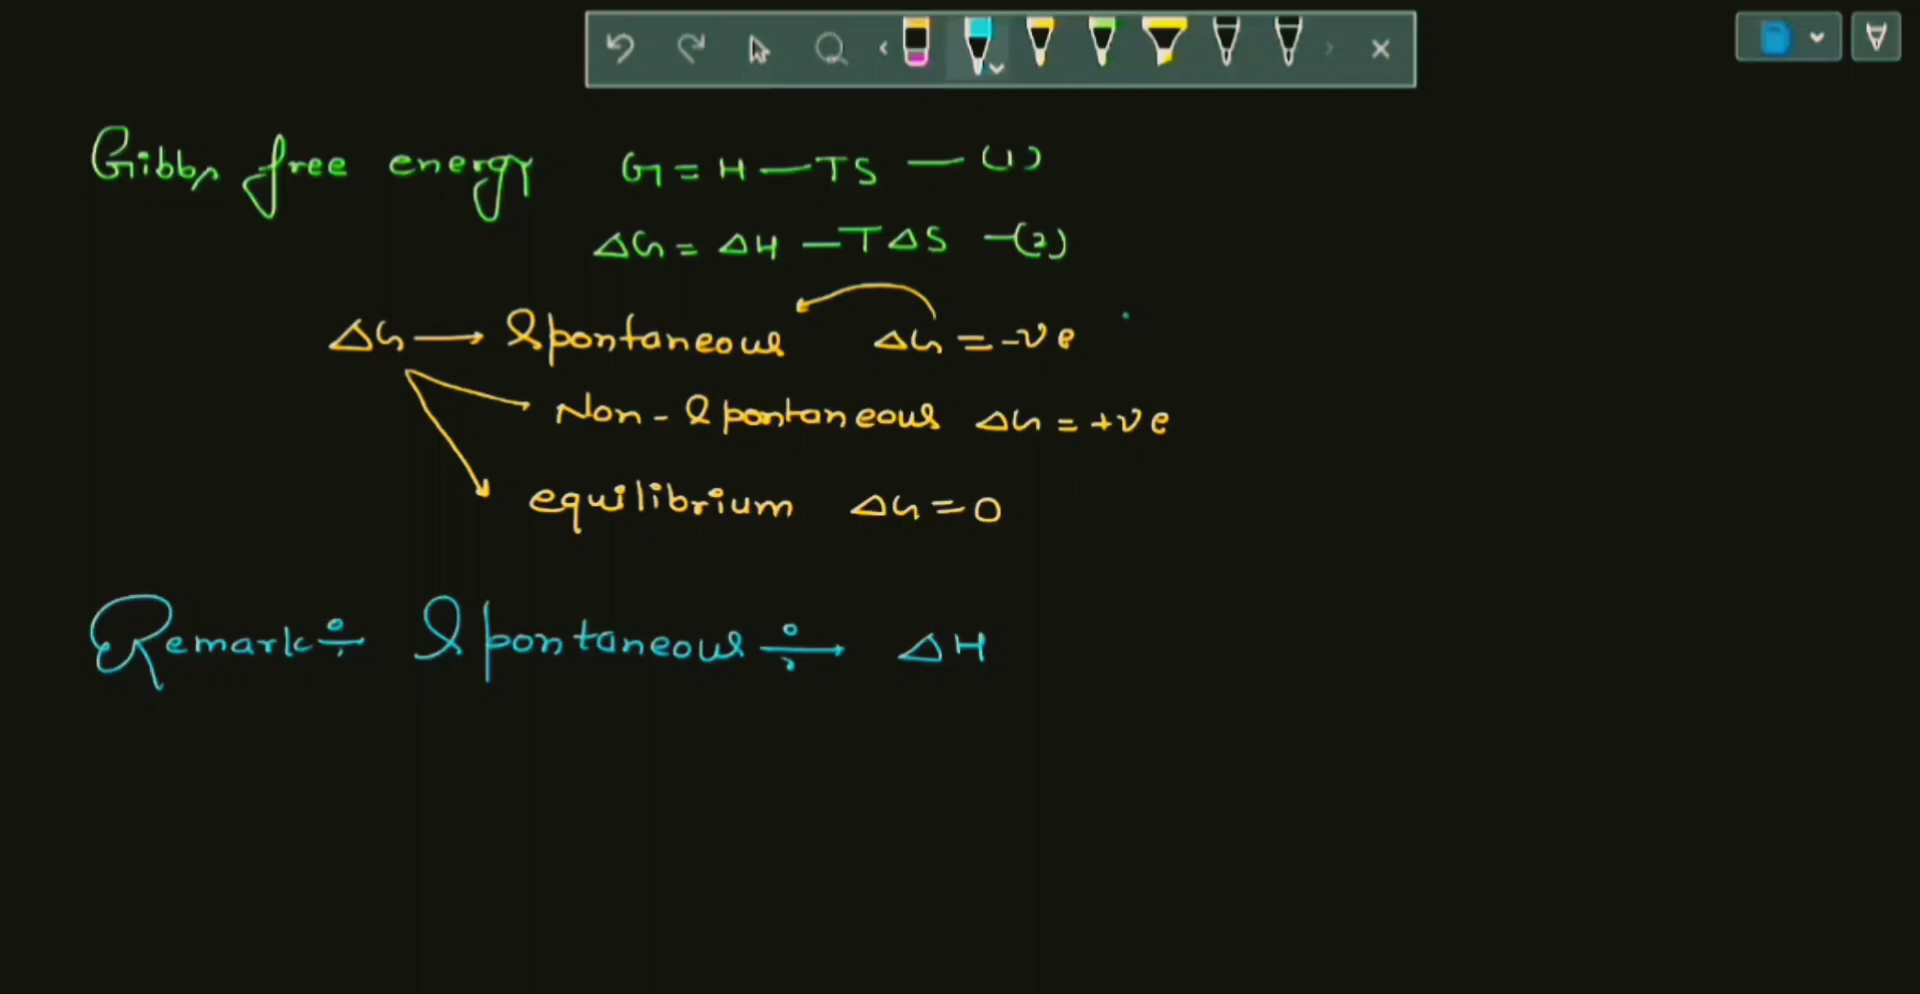 Gibbs free energy G = H — TS — (1)
ΔG = ΔH — TΔS —(2)
ΔG → Spontaneous ΔG = -ve
Non-Spontaneous ΔG = +ve
equilibrium ΔG = 0
Remark÷ Spontaneous÷ ΔH